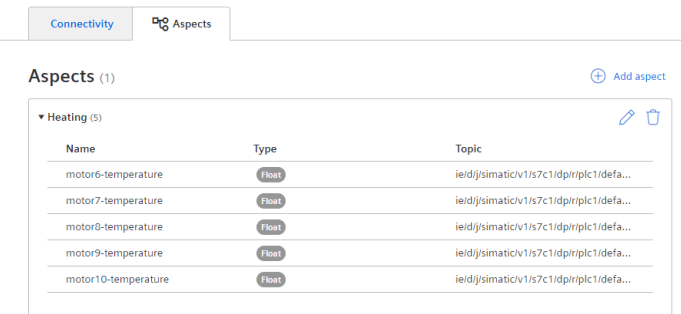 Connectivity
Aspects
Aspects (1)
Add aspect
Heating (5)
Name Type Topic
motor6-temperature Float ie/d/j/simatic/v1/s7c1/dp/r/plc1/defa...
motor7-temperature Float ie/d/j/simatic/v1/s7c1/dp/r/plc1/defa...
motor8-temperature Float ie/d/j/simatic/v1/s7c1/dp/r/plc1/defa...
motor9-temperature Float ie/d/j/simatic/v1/s7c1/dp/r/plc1/defa...
motor10-temperature Float ie/d/j/simatic/v1/s7c1/dp/r/plc1/defa...